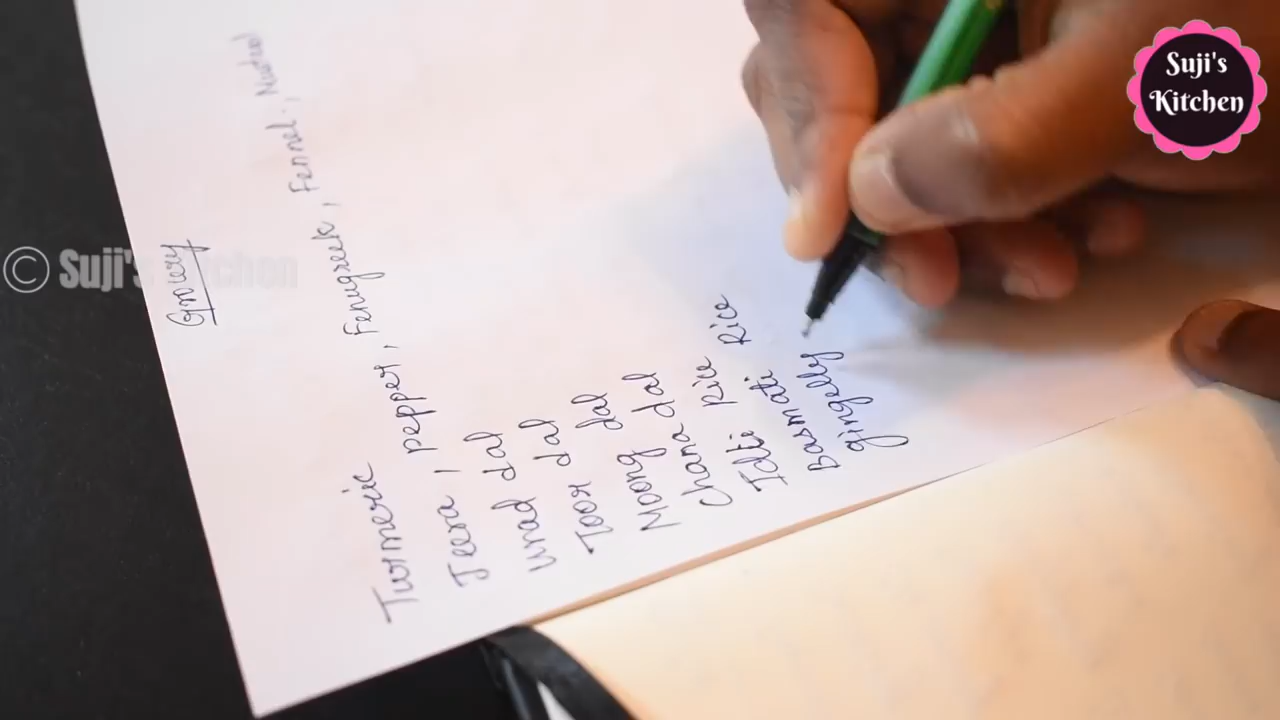 Suji's
Kitchen
© Suji's Kitchen
Grocery
Turmeric
Jeera, pepper, Fenugreek, Fennel.,
Urad dal
Toor dal
Moong dal
Chana dal
Idli Rice
Basmati Rice
gingelly